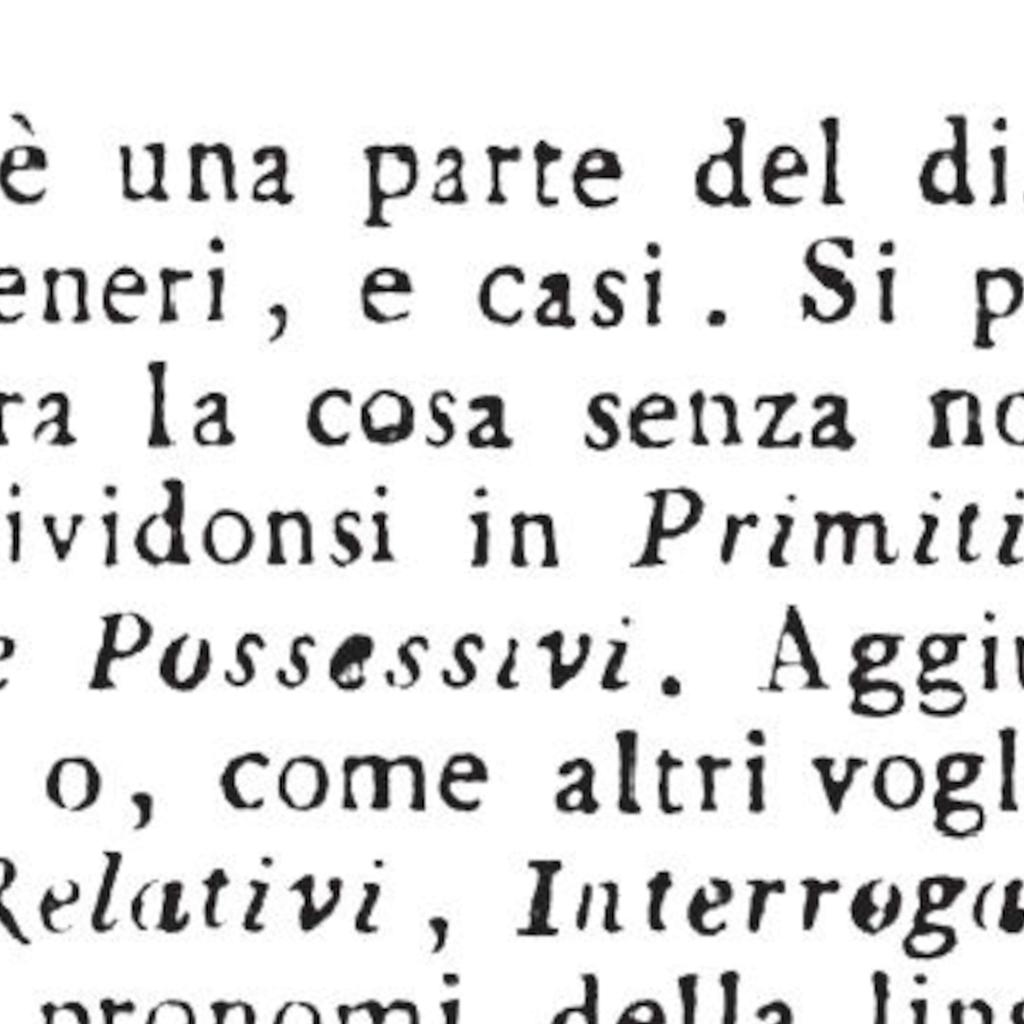 è una parte del di
eneri, e casi. Si p
ra la cosa senza no
ividonsi in Primiti
e Possessivi. Aggiu
o, come altri vogl
Relativi, Interroga
pronomi della ling